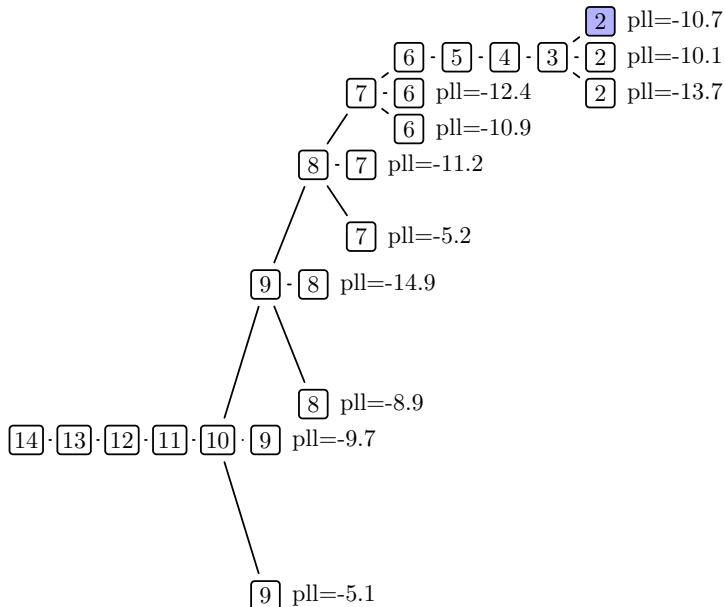 2 pll=-10.7
6 5 4 3 2 pll=-10.1
7 6 pll=-12.4 2 pll=-13.7
6 pll=-10.9
8 7 pll=-11.2
7 pll=-5.2
9 8 pll=-14.9
8 pll=-8.9
14 13 12 11 10 9 pll=-9.7
9 pll=-5.1